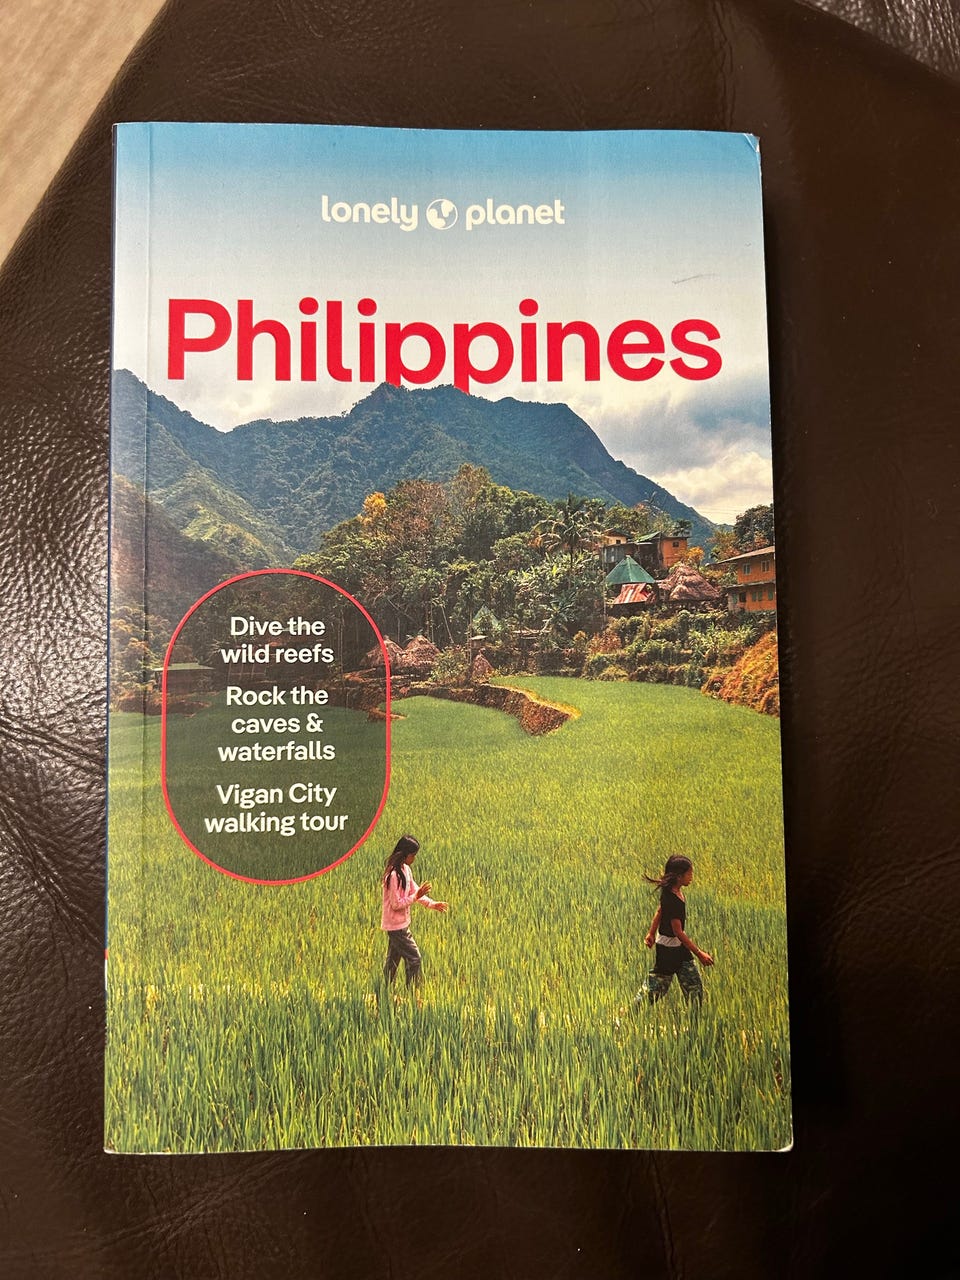 lonely planet
Philippines
Dive the
wild reefs
Rock the
caves &
waterfalls
Vigan City
walking tour